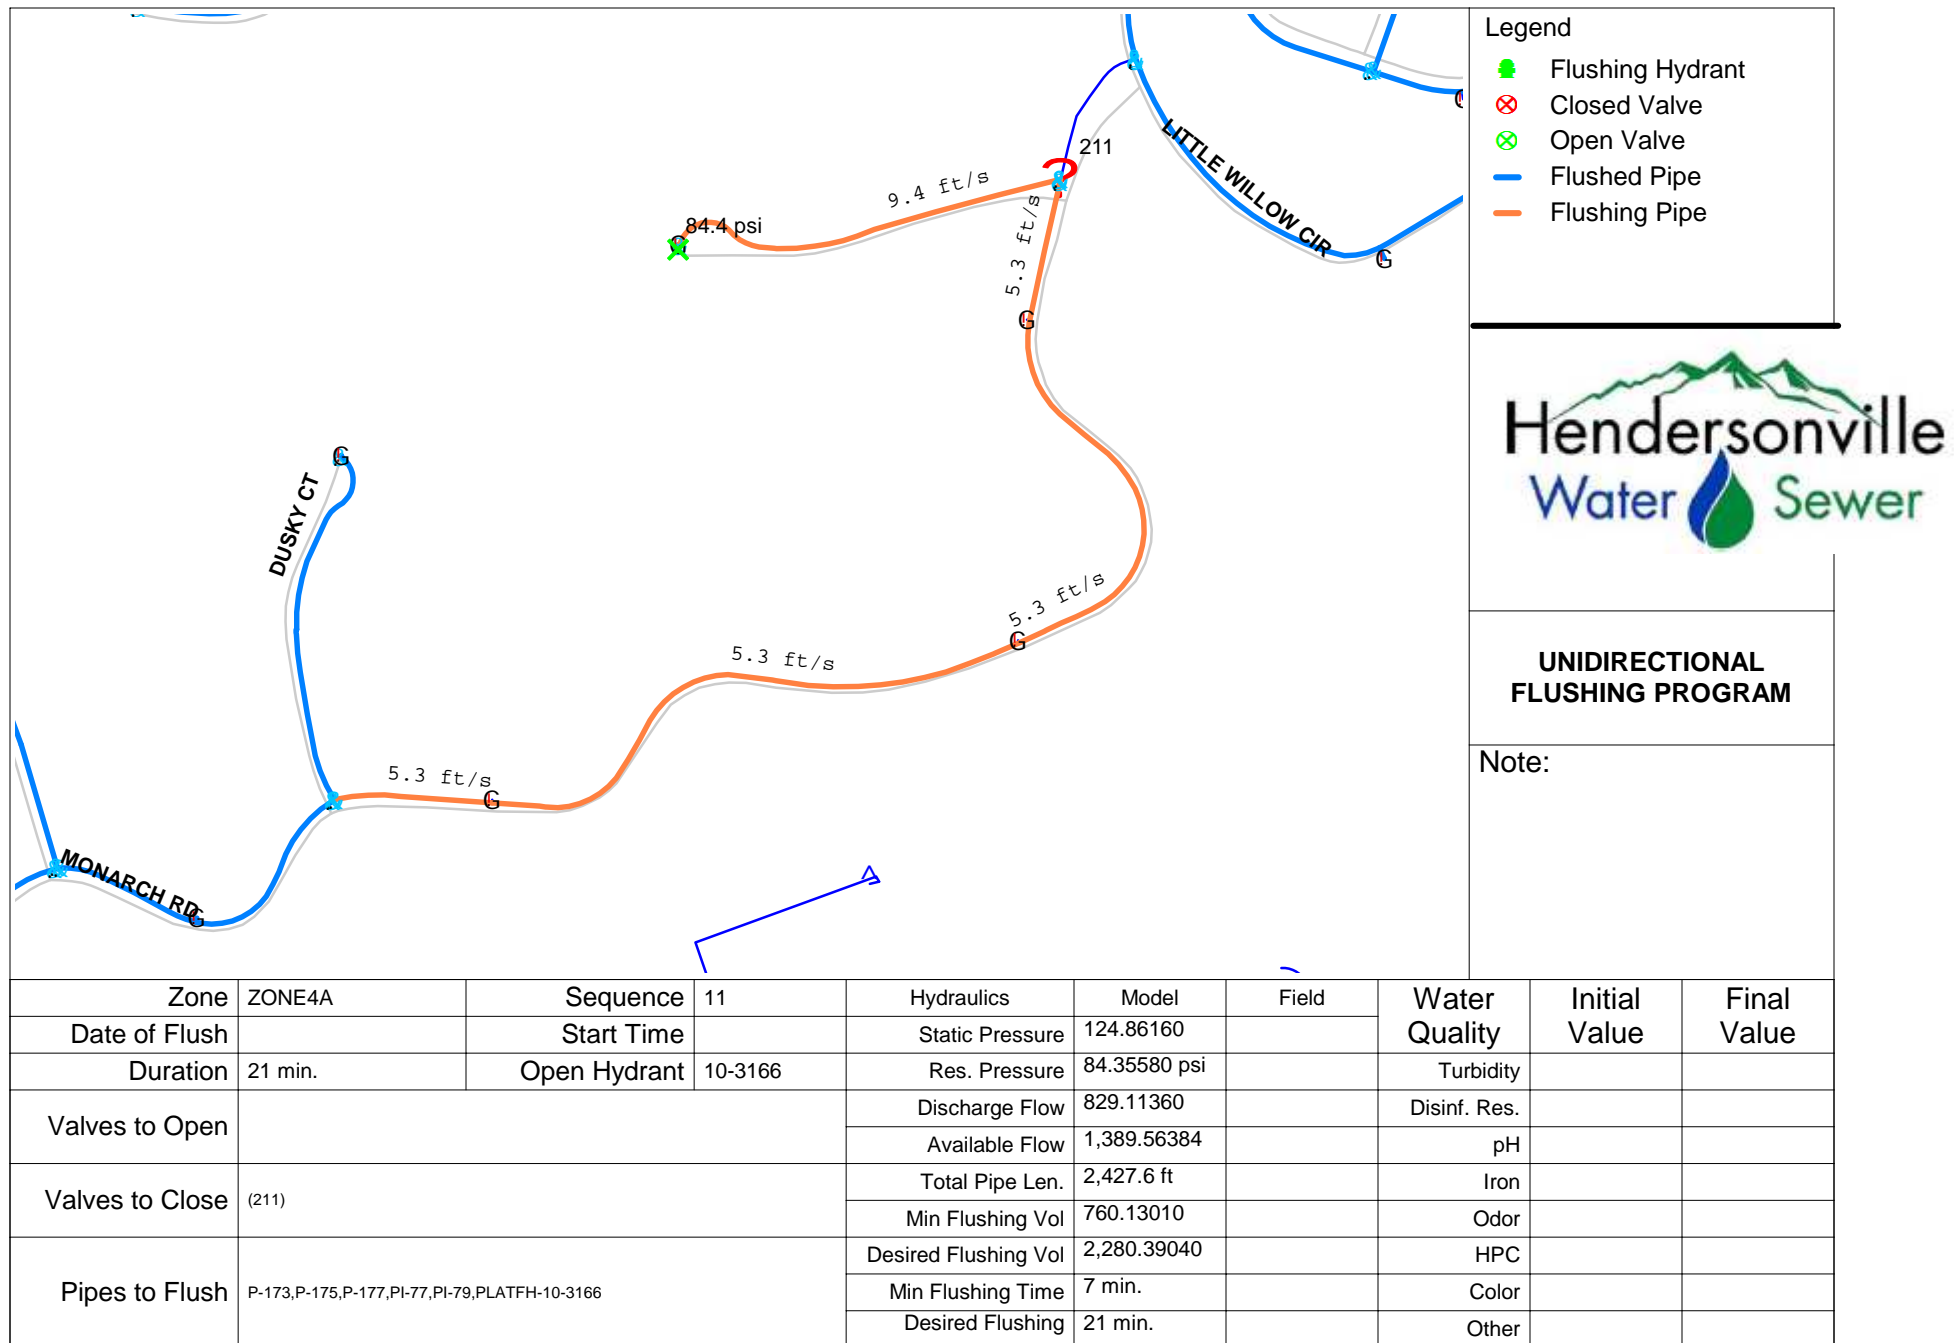 Legend
Flushing Hydrant
Closed Valve
Open Valve
Flushed Pipe
Flushing Pipe
211
LITTLE WILLOW CIR
9.4 ft/s
84.4 psi
G
5.3 ft/s
G
G
G
DUSKY CT
5.3 ft/s
G
5.3 ft/s
5.3 ft/s
G
MONARCH RD
G
Hendersonville
Water Sewer
UNIDIRECTIONAL
FLUSHING PROGRAM
Note:
Zone ZONE4A Sequence 11 Hydraulics Model Field Water Quality Initial Value Final Value
Date of Flush Start Time Static Pressure 124.86160
Duration 21 min. Open Hydrant 10-3166 Res. Pressure 84.35580 psi Turbidity
Valves to Open Discharge Flow 829.11360 Disinf. Res.
Available Flow 1,389.56384 pH
Valves to Close (211) Total Pipe Len. 2,427.6 ft Iron
Min Flushing Vol 760.13010 Odor
Pipes to Flush P-173,P-175,P-177,PI-77,PI-79,PLATFH-10-3166 Desired Flushing Vol 2,280.39040 HPC
Min Flushing Time 7 min. Color
Desired Flushing 21 min. Other